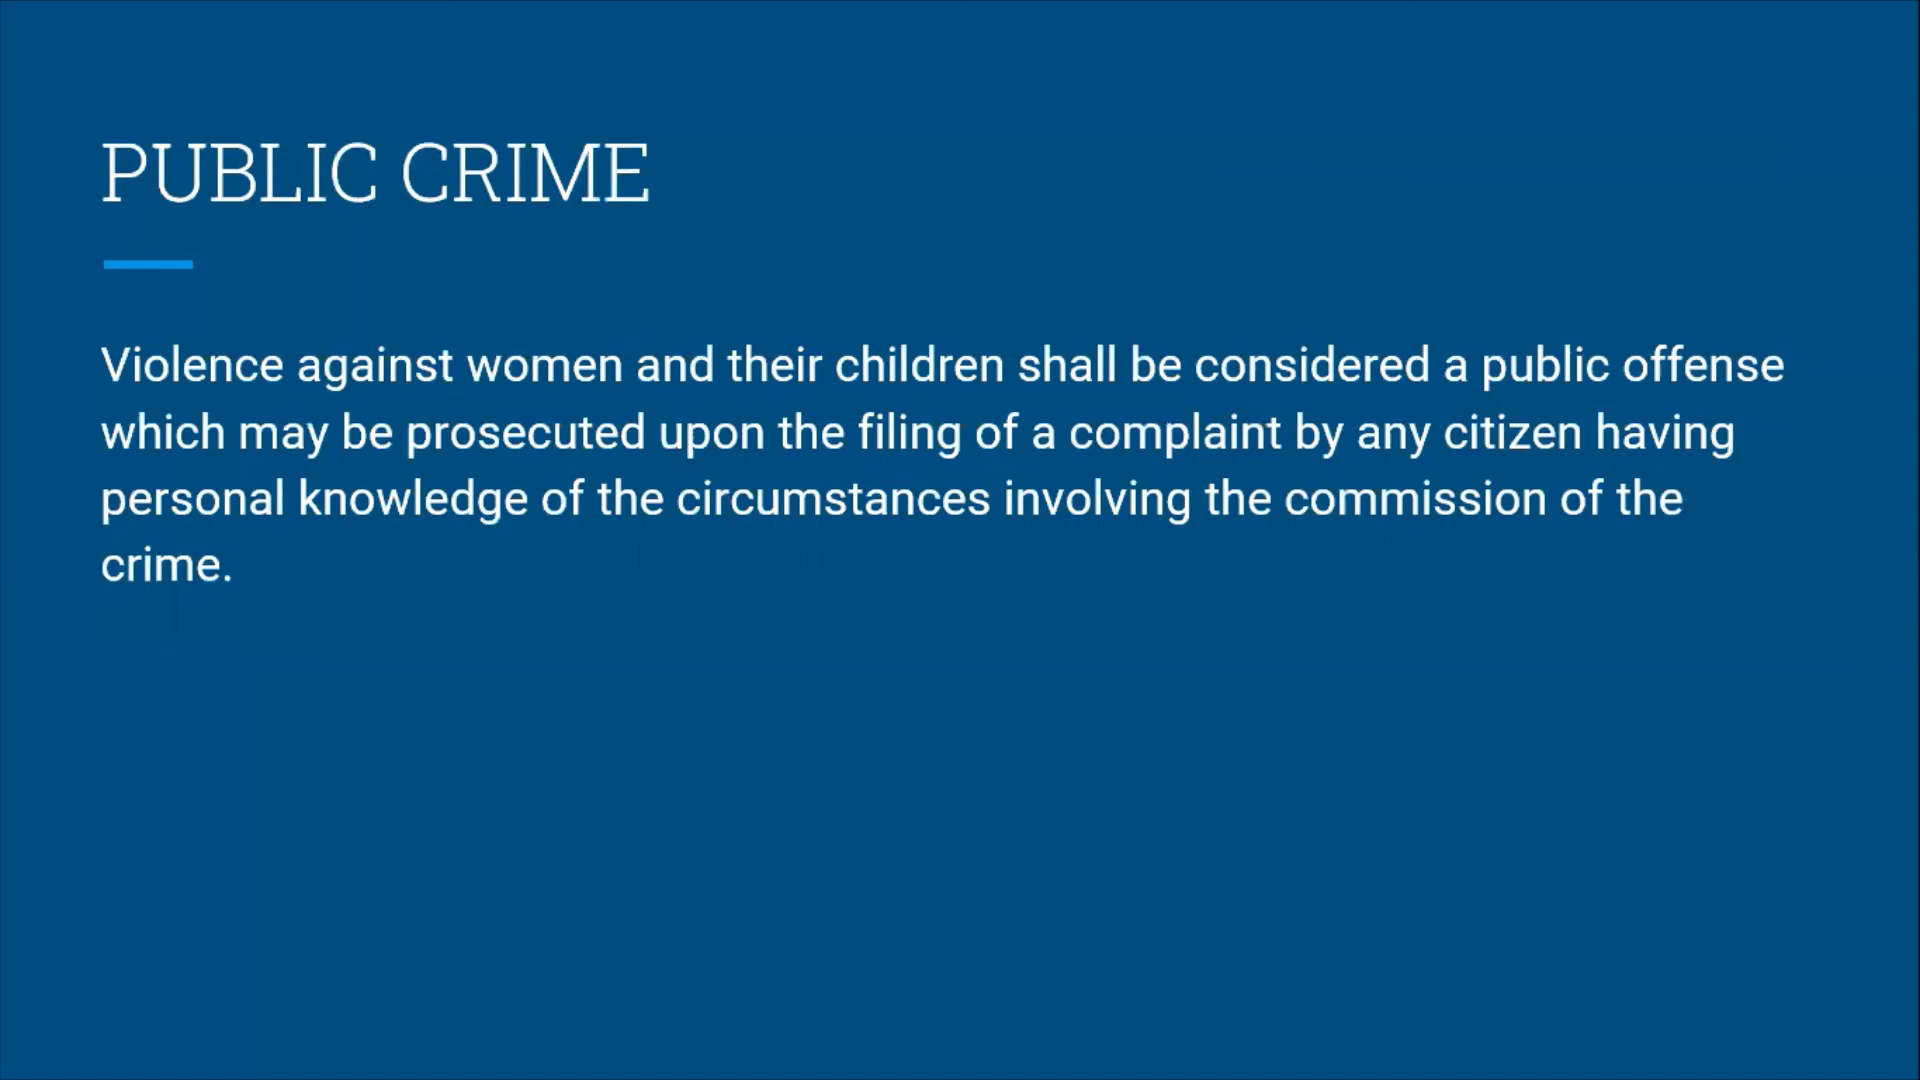 PUBLIC CRIME
Violence against women and their children shall be considered a public offense
which may be prosecuted upon the filing of a complaint by any citizen having
personal knowledge of the circumstances involving the commission of the
crime.